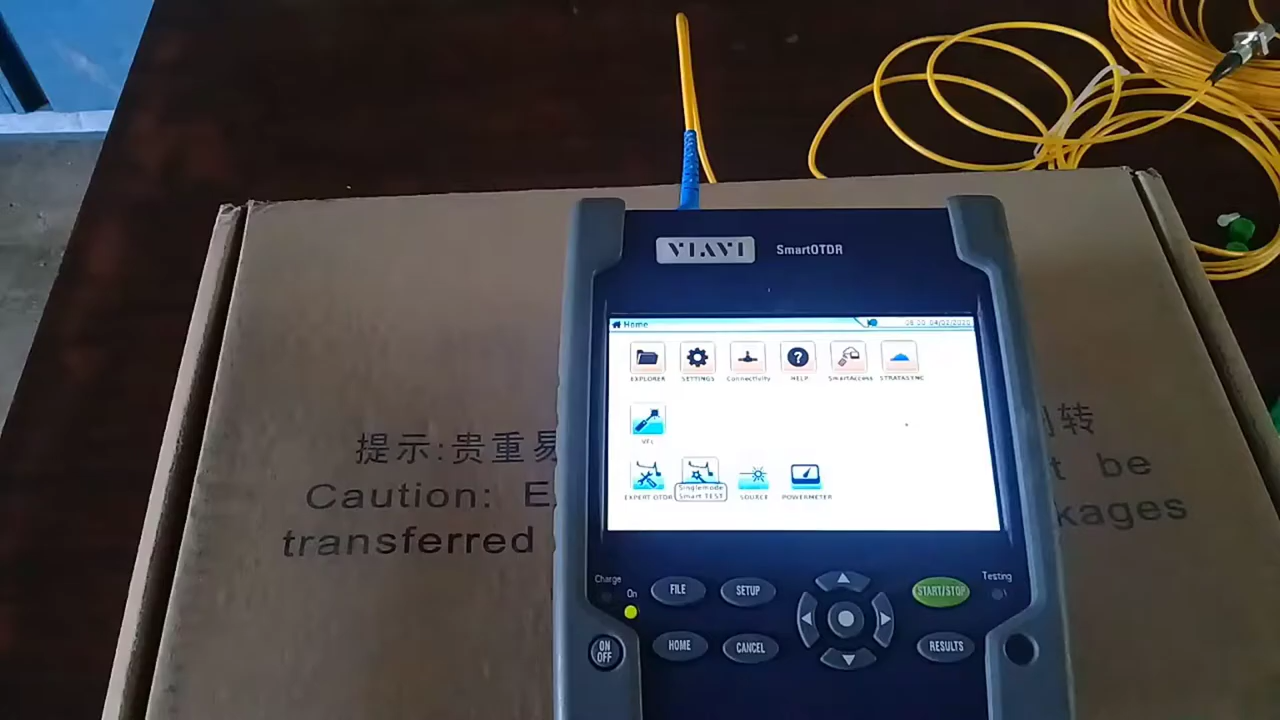 VIAVI SmartOTDR
Home
EXPLORER SETTINGS Connectivity HELP SmartAccess STRATASYNC
VFL
EXPERT OTDR Singlemode Smart TEST SOURCE POWERMETER
提示:贵重易
转
Caution: E
t be
transferred
kages
Charge
On
FILE SETUP START/STOP Testing
ON OFF HOME CANCEL RESULTS